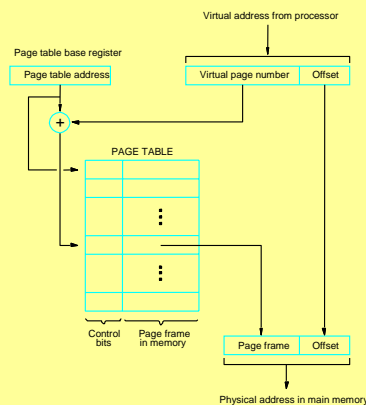 Virtual address from processor
Page table base register
Page table address
Virtual page number
Offset
+
PAGE TABLE
Control
bits
Page frame
in memory
Page frame
Offset
Physical address in main memory